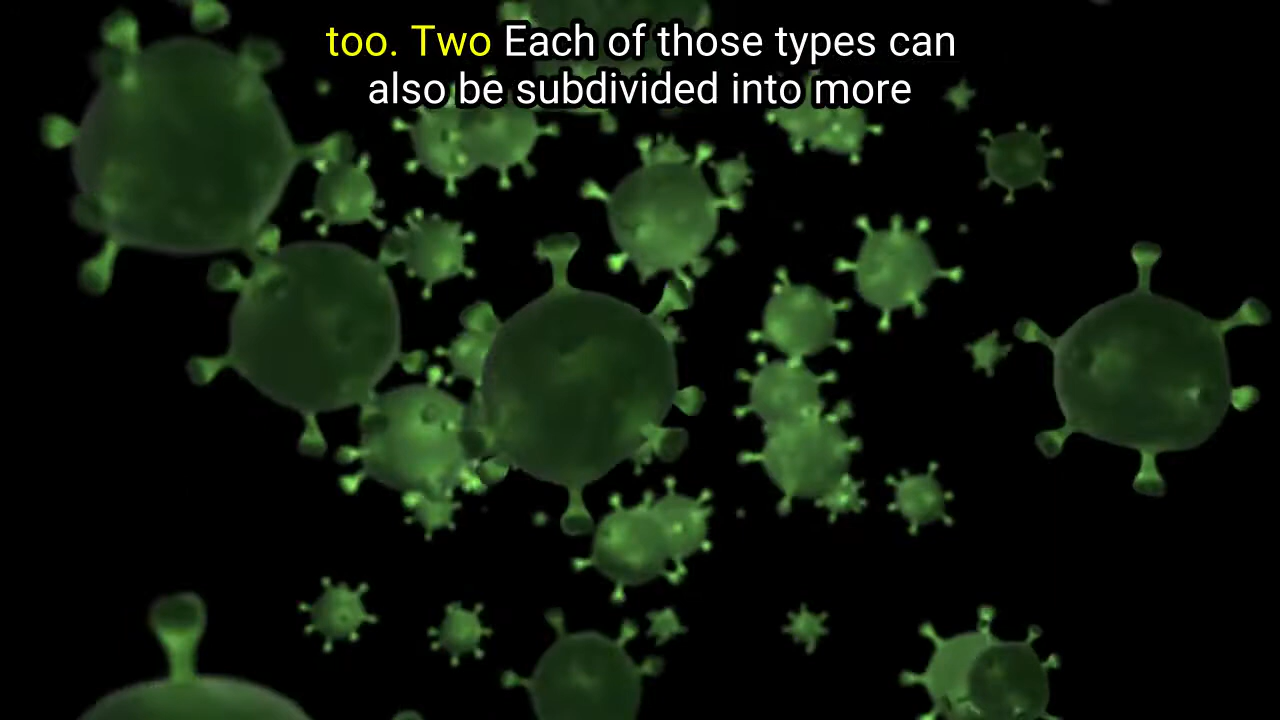 too. Two Each of those types can
also be subdivided into more